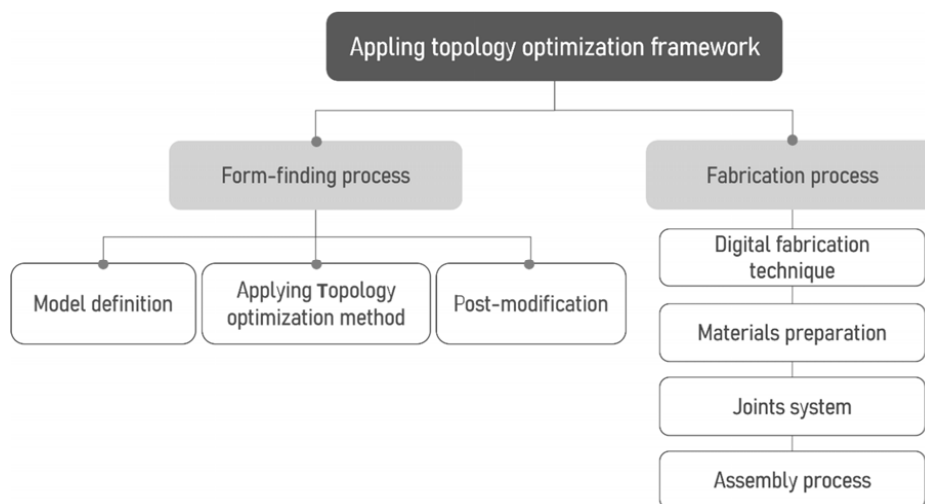 Appling topology optimization framework
Form-finding process
Fabrication process
Model definition
Applying Topology
optimization method
Post-modification
Digital fabrication
technique
Materials preparation
Joints system
Assembly process